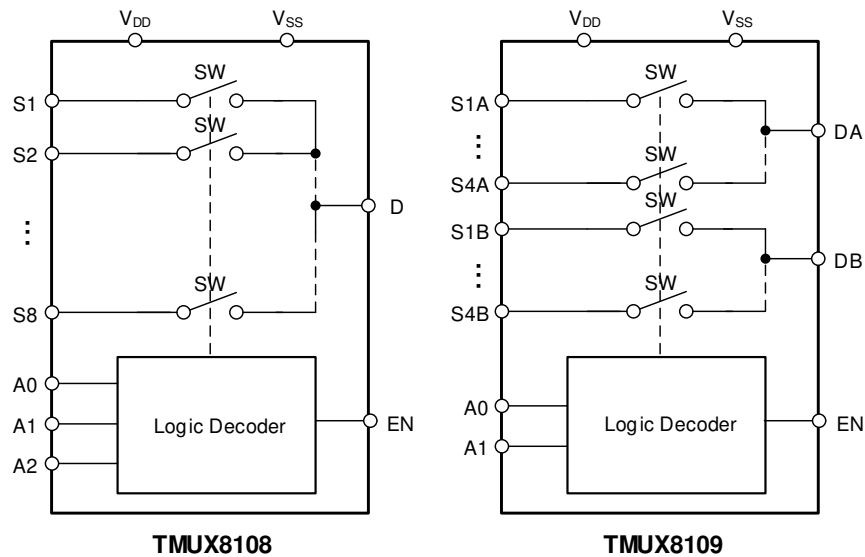 VDD
VSS
SW
S1
SW
S2
D
⋮
SW
S8
A0
A1
A2
Logic Decoder
EN
TMUX8108
VDD
VSS
SW
S1A
DA
⋮
SW
S4A
SW
S1B
DB
⋮
SW
S4B
A0
A1
Logic Decoder
EN
TMUX8109